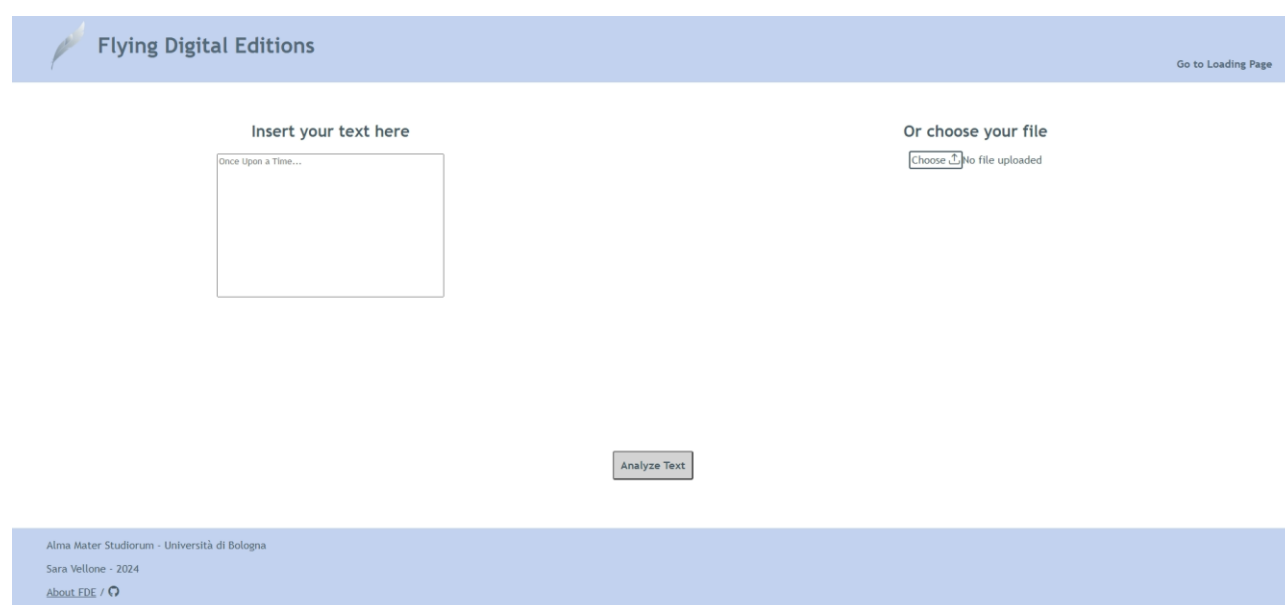 Flying Digital Editions
Go to Loading Page
Insert your text here
Once Upon a Time...
Or choose your file
Choose No file uploaded
Analyze Text
Alma Mater Studiorum - Università di Bologna
Sara Vellone - 2024
About FDE /